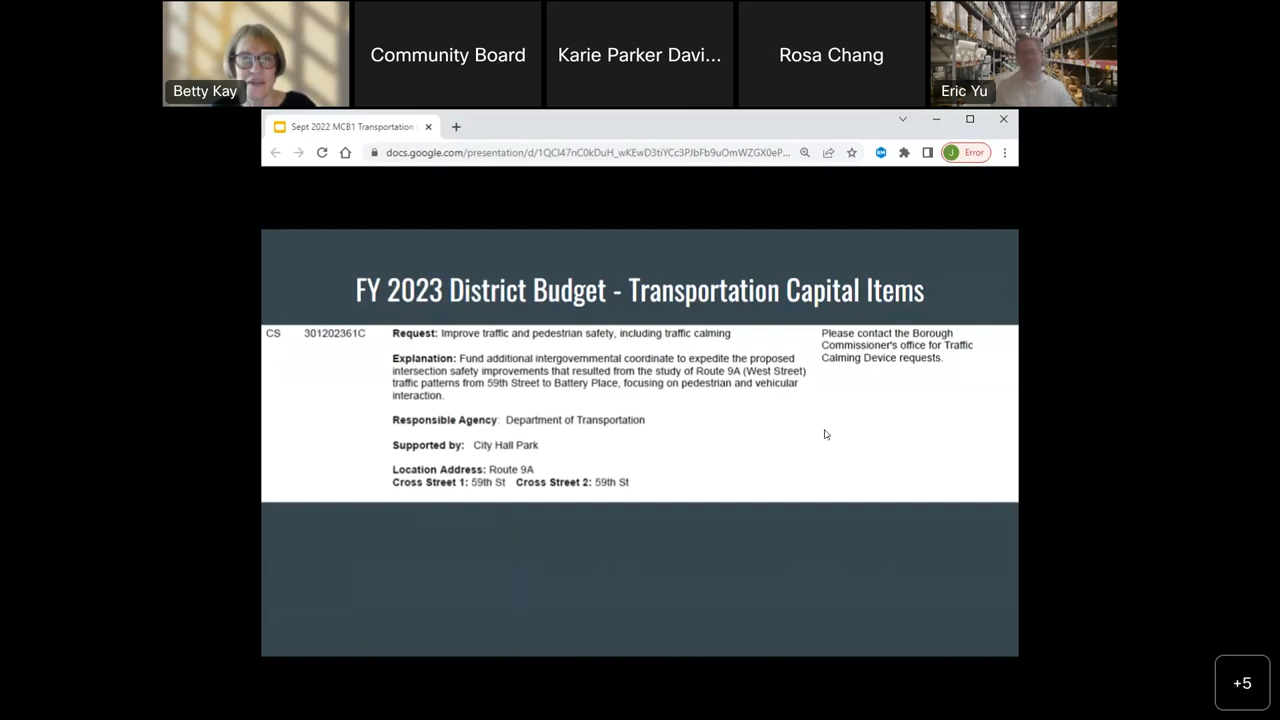 Betty Kay
Community Board
Karie Parker Davi...
Rosa Chang
Eric Yu
Sept 2022 MCB1 Transportation
docs.google.com/presentation/d/1QCI47nC0kDuH_wKEwD3tiYCc3PJbFb9uOmWZGX0eP...
J Error
FY 2023 District Budget - Transportation Capital Items
CS 301202361C
Request: Improve traffic and pedestrian safety, including traffic calming
Explanation: Fund additional intergovernmental coordinate to expedite the proposed
intersection safety improvements that resulted from the study of Route 9A (West Street)
traffic patterns from 59th Street to Battery Place, focusing on pedestrian and vehicular
interaction.
Responsible Agency: Department of Transportation
Supported by: City Hall Park
Location Address: Route 9A
Cross Street 1: 59th St Cross Street 2: 59th St
Please contact the Borough
Commissioner's office for Traffic
Calming Device requests.
+5